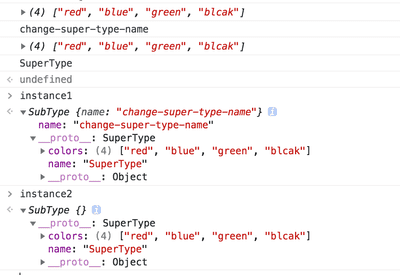 (4) ["red", "blue", "green", "blcak"]
change-super-type-name
(4) ["red", "blue", "green", "blcak"]
SuperType
undefined
instance1
SubType {name: "change-super-type-name"} i
name: "change-super-type-name"
__proto__: SuperType
colors: (4) ["red", "blue", "green", "blcak"]
name: "SuperType"
__proto__: Object
instance2
SubType {} i
__proto__: SuperType
colors: (4) ["red", "blue", "green", "blcak"]
name: "SuperType"
__proto__: Object